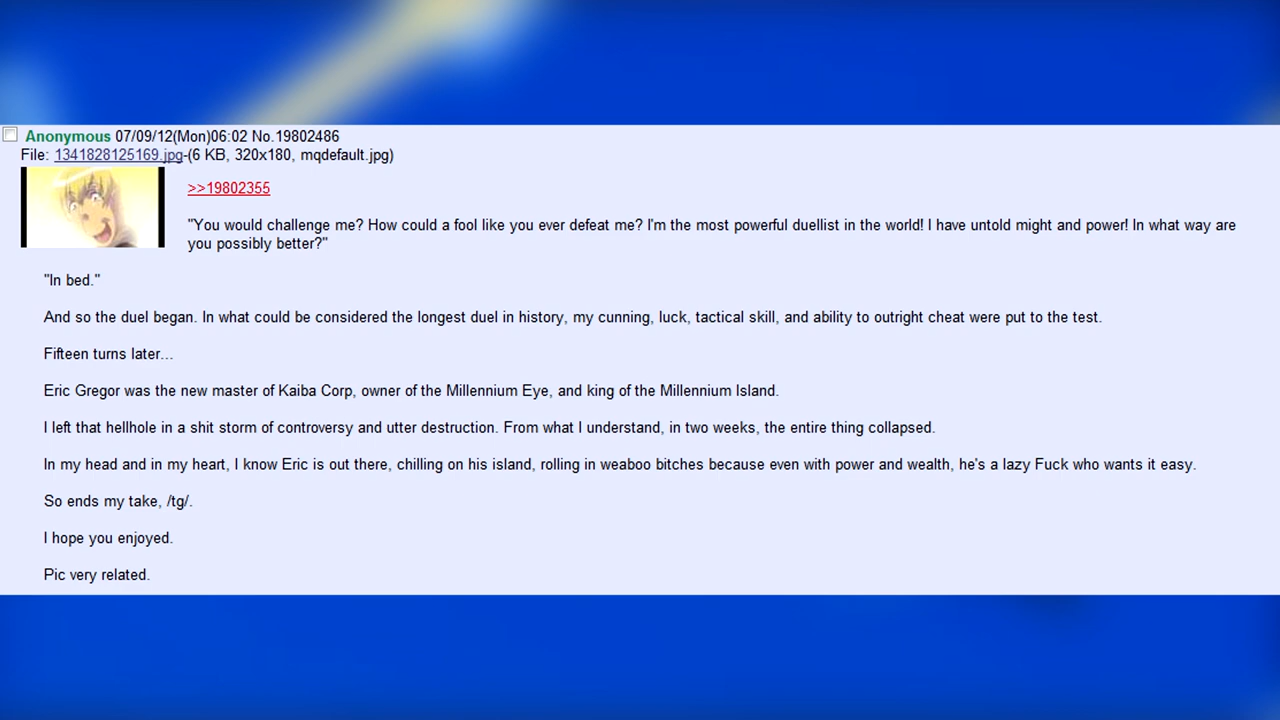 Anonymous 07/09/12(Mon)06:02 No.19802486
File: 1341828125169.jpg-(6 KB, 320x180, mqdefault.jpg)
>>19802355
"You would challenge me? How could a fool like you ever defeat me? I'm the most powerful duellist in the world! I have untold might and power! In what way are
you possibly better?"
"In bed."
And so the duel began. In what could be considered the longest duel in history, my cunning, luck, tactical skill, and ability to outright cheat were put to the test.
Fifteen turns later...
Eric Gregor was the new master of Kaiba Corp, owner of the Millennium Eye, and king of the Millennium Island.
I left that hellhole in a shit storm of controversy and utter destruction. From what I understand, in two weeks, the entire thing collapsed.
In my head and in my heart, I know Eric is out there, chilling on his island, rolling in weaboo bitches because even with power and wealth, he's a lazy Fuck who wants it easy.
So ends my take, /tg/.
I hope you enjoyed.
Pic very related.